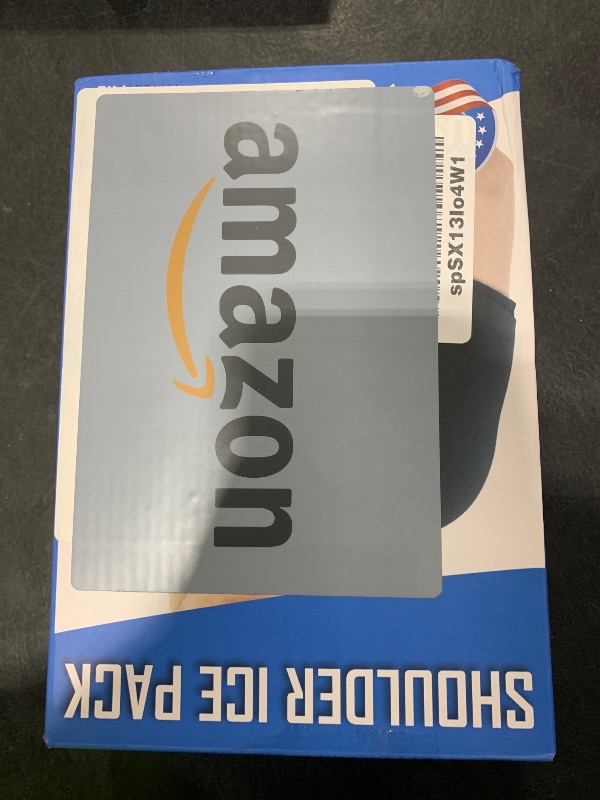 amazon
spSX13Io4W1
SHOULDER ICE PACK